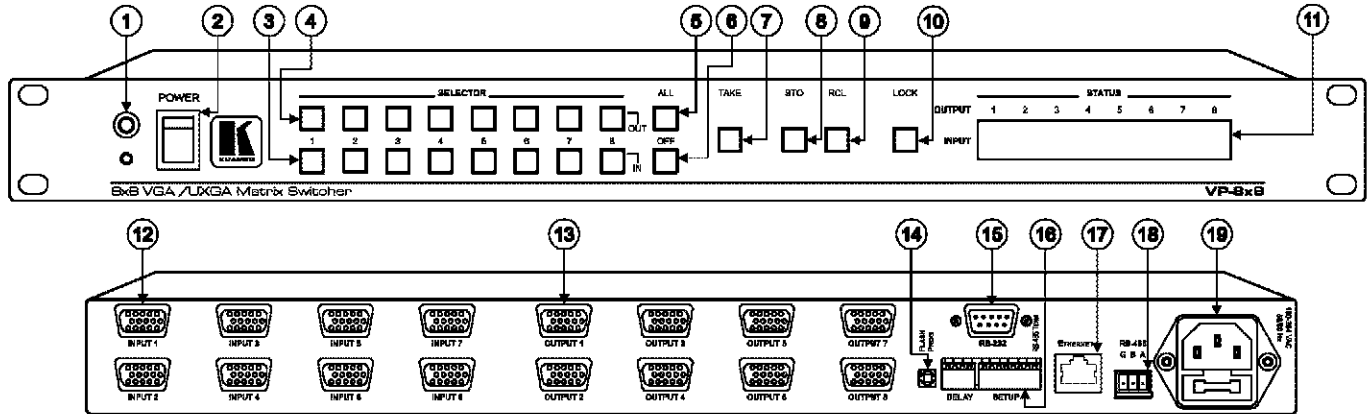 1 2 3 4 5 6 7 8 9 10 11
POWER SELECTOR ALL TAKE STO RCL LOCK STATUS
OUTPUT 1 2 3 4 5 6 7 8
OUT
1 2 3 4 5 6 7 8 OFF
INPUT
K
KRAMER
IN
8x8 VGA /UXGA Matrix Switcher VP-8x8
12 13 14 15 16 17 18 19
INPUT 1 INPUT 3 INPUT 5 INPUT 7 OUTPUT 1 OUTPUT 3 OUTPUT 5 OUTPUT 7
FLASH
PROG
RS-232
ETHERNET
RS-485
G B A
INPUT 2 INPUT 4 INPUT 6 INPUT 8 OUTPUT 2 OUTPUT 4 OUTPUT 6 OUTPUT 8
DELAY SETUP